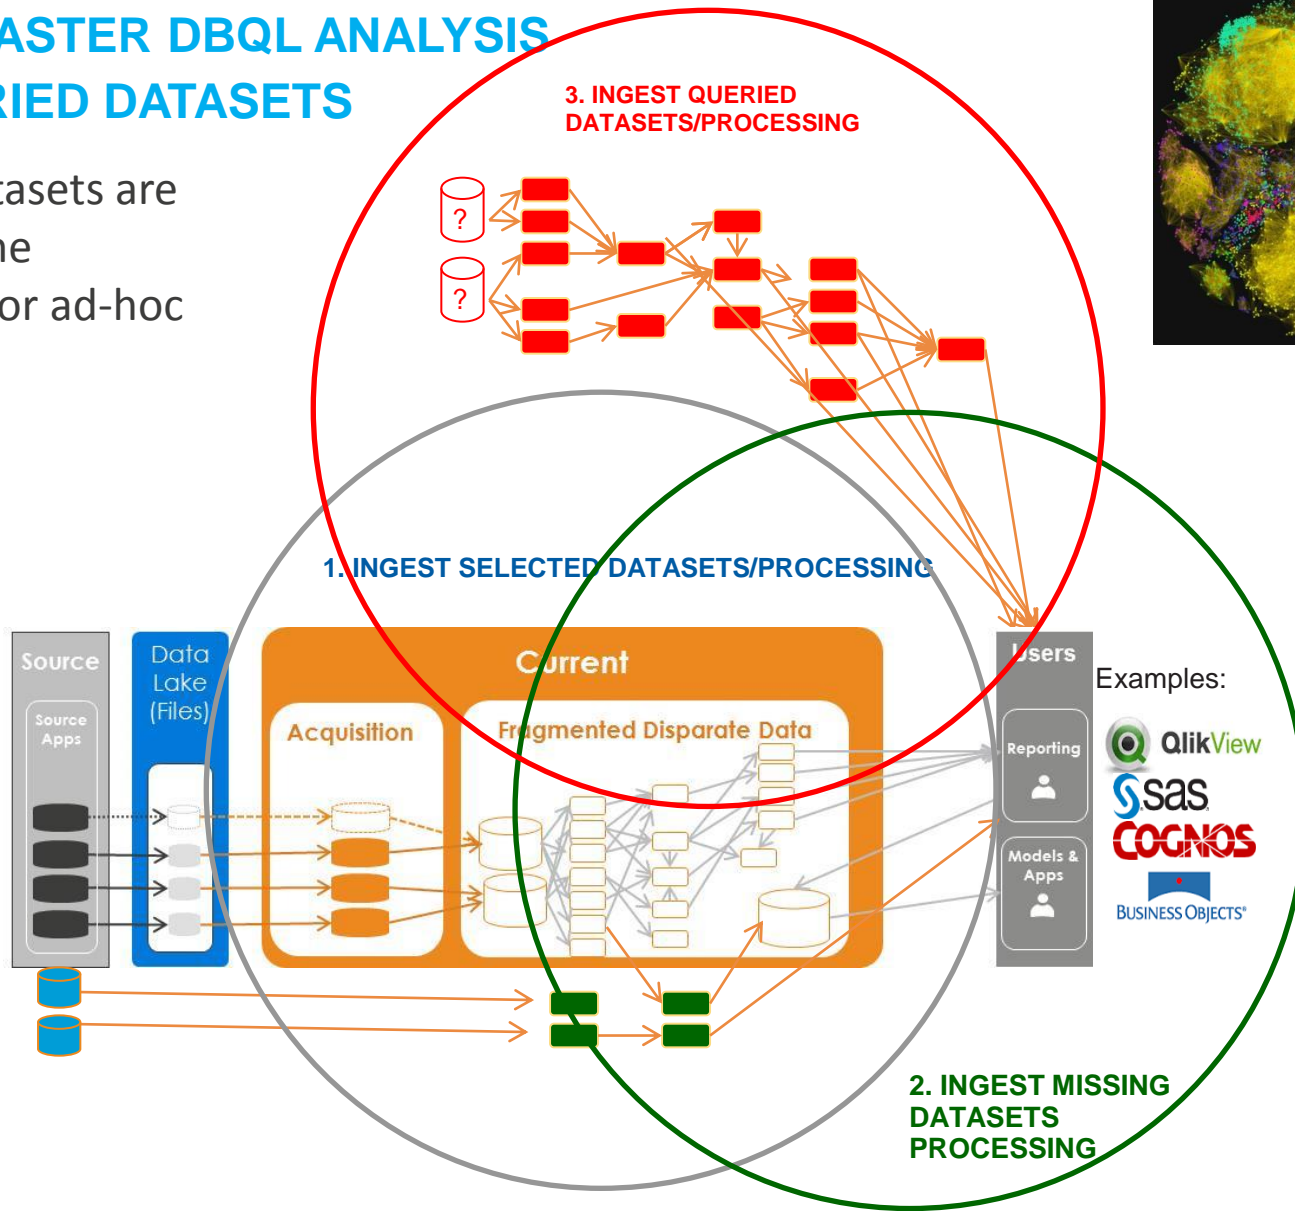 ASTER DBQL ANALYSIS
RIED DATASETS
tasets are
ne
or ad-hoc
3. INGEST QUERIED
DATASETS/PROCESSING
?
?
1. INGEST SELECTED DATASETS/PROCESSING
Source
Source
Apps
Data
Lake
(Files)
Current
Acquisition
Fragmented Disparate Data
Users
Reporting
Models &
Apps
Examples:
QlikView
sas
COGNOS
BUSINESS OBJECTS®
2. INGEST MISSING
DATASETS
PROCESSING